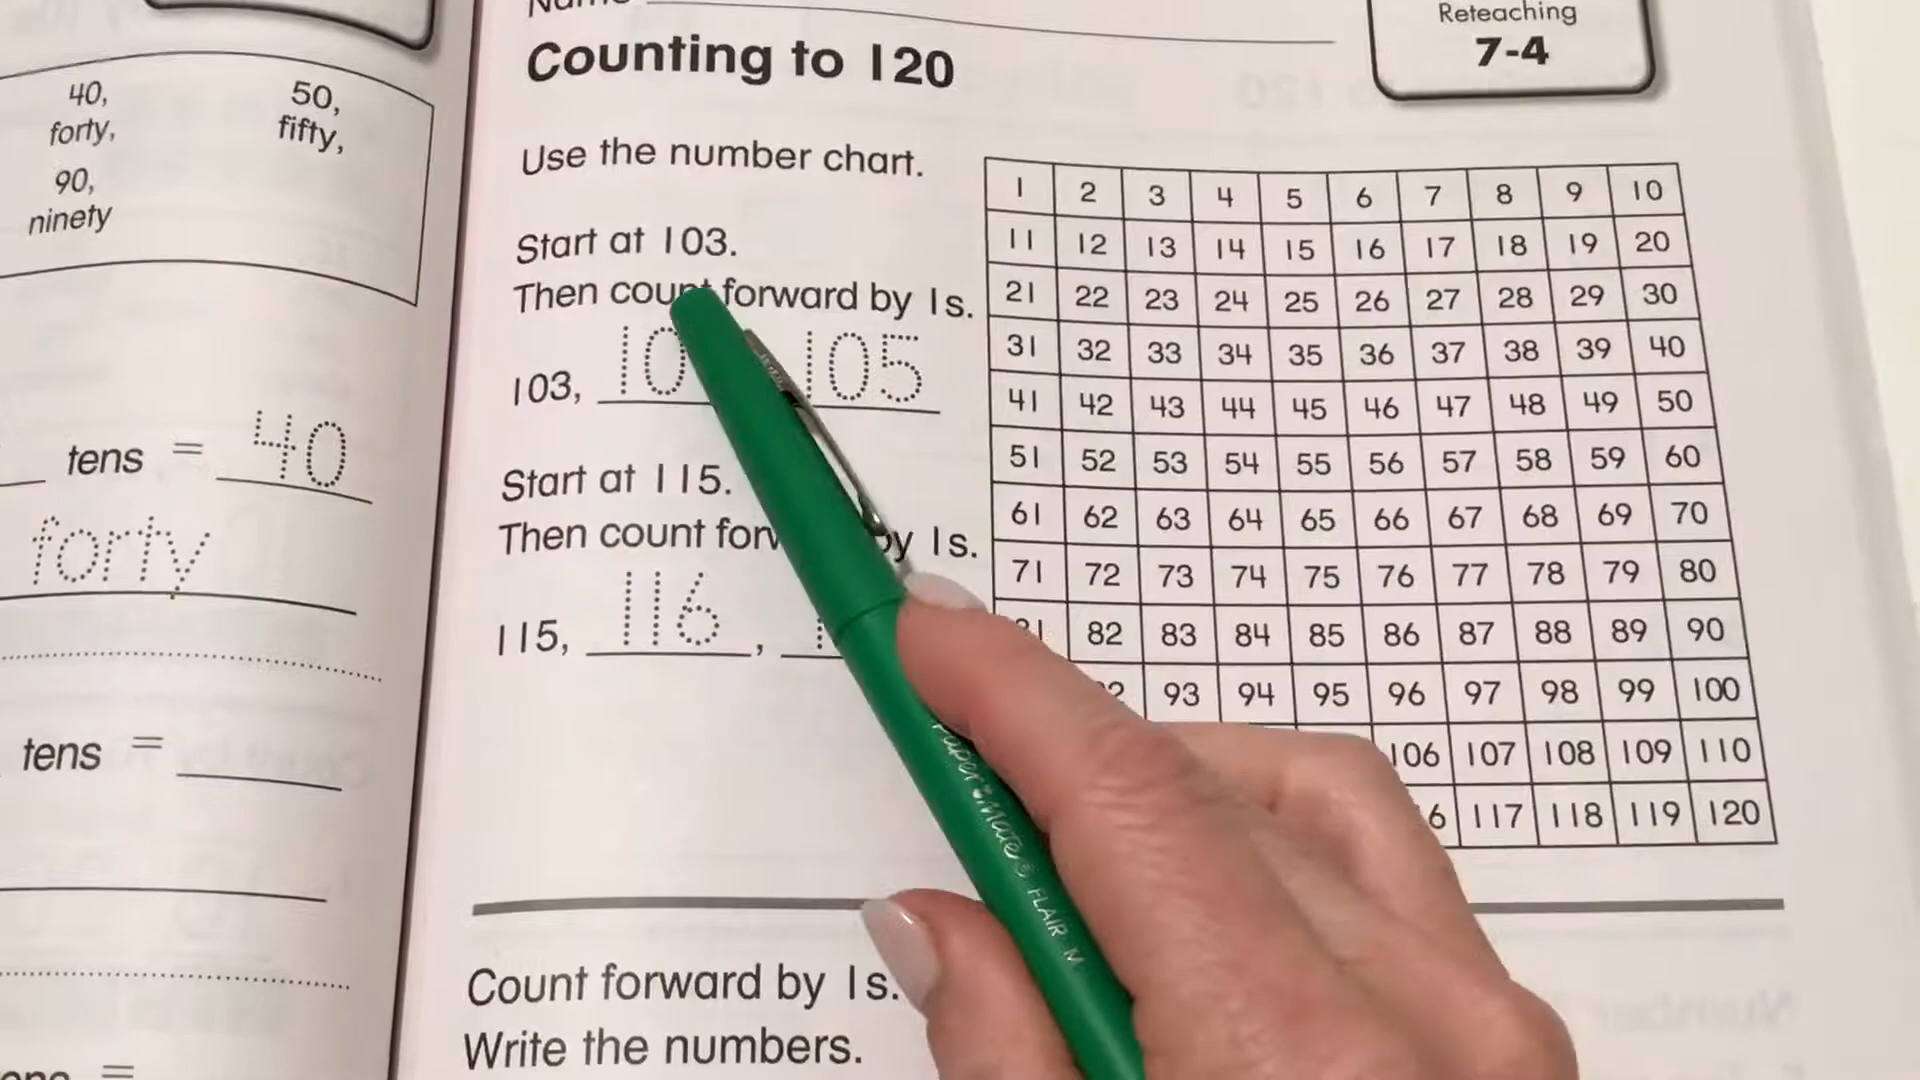 40,
50,
forty,
fifty,
90,
ninety
tens = 40
forty
tens =
=
Reteaching
7-4
Counting to 120
Use the number chart.
Start at 103.
Then count forward by 1s.
103, 105
Start at 115.
Then count by 1s.
115, 116,
1 2 3 4 5 6 7 8 9 10
11 12 13 14 15 16 17 18 19 20
21 22 23 24 25 26 27 28 29 30
31 32 33 34 35 36 37 38 39 40
41 42 43 44 45 46 47 48 49 50
51 52 53 54 55 56 57 58 59 60
61 62 63 64 65 66 67 68 69 70
71 72 73 74 75 76 77 78 79 80
82 83 84 85 86 87 88 89 90
93 94 95 96 97 98 99 100
106 107 108 109 110
117 118 119 120
Paper Mate® FLAIR M
Count forward by 1s.
Write the numbers.